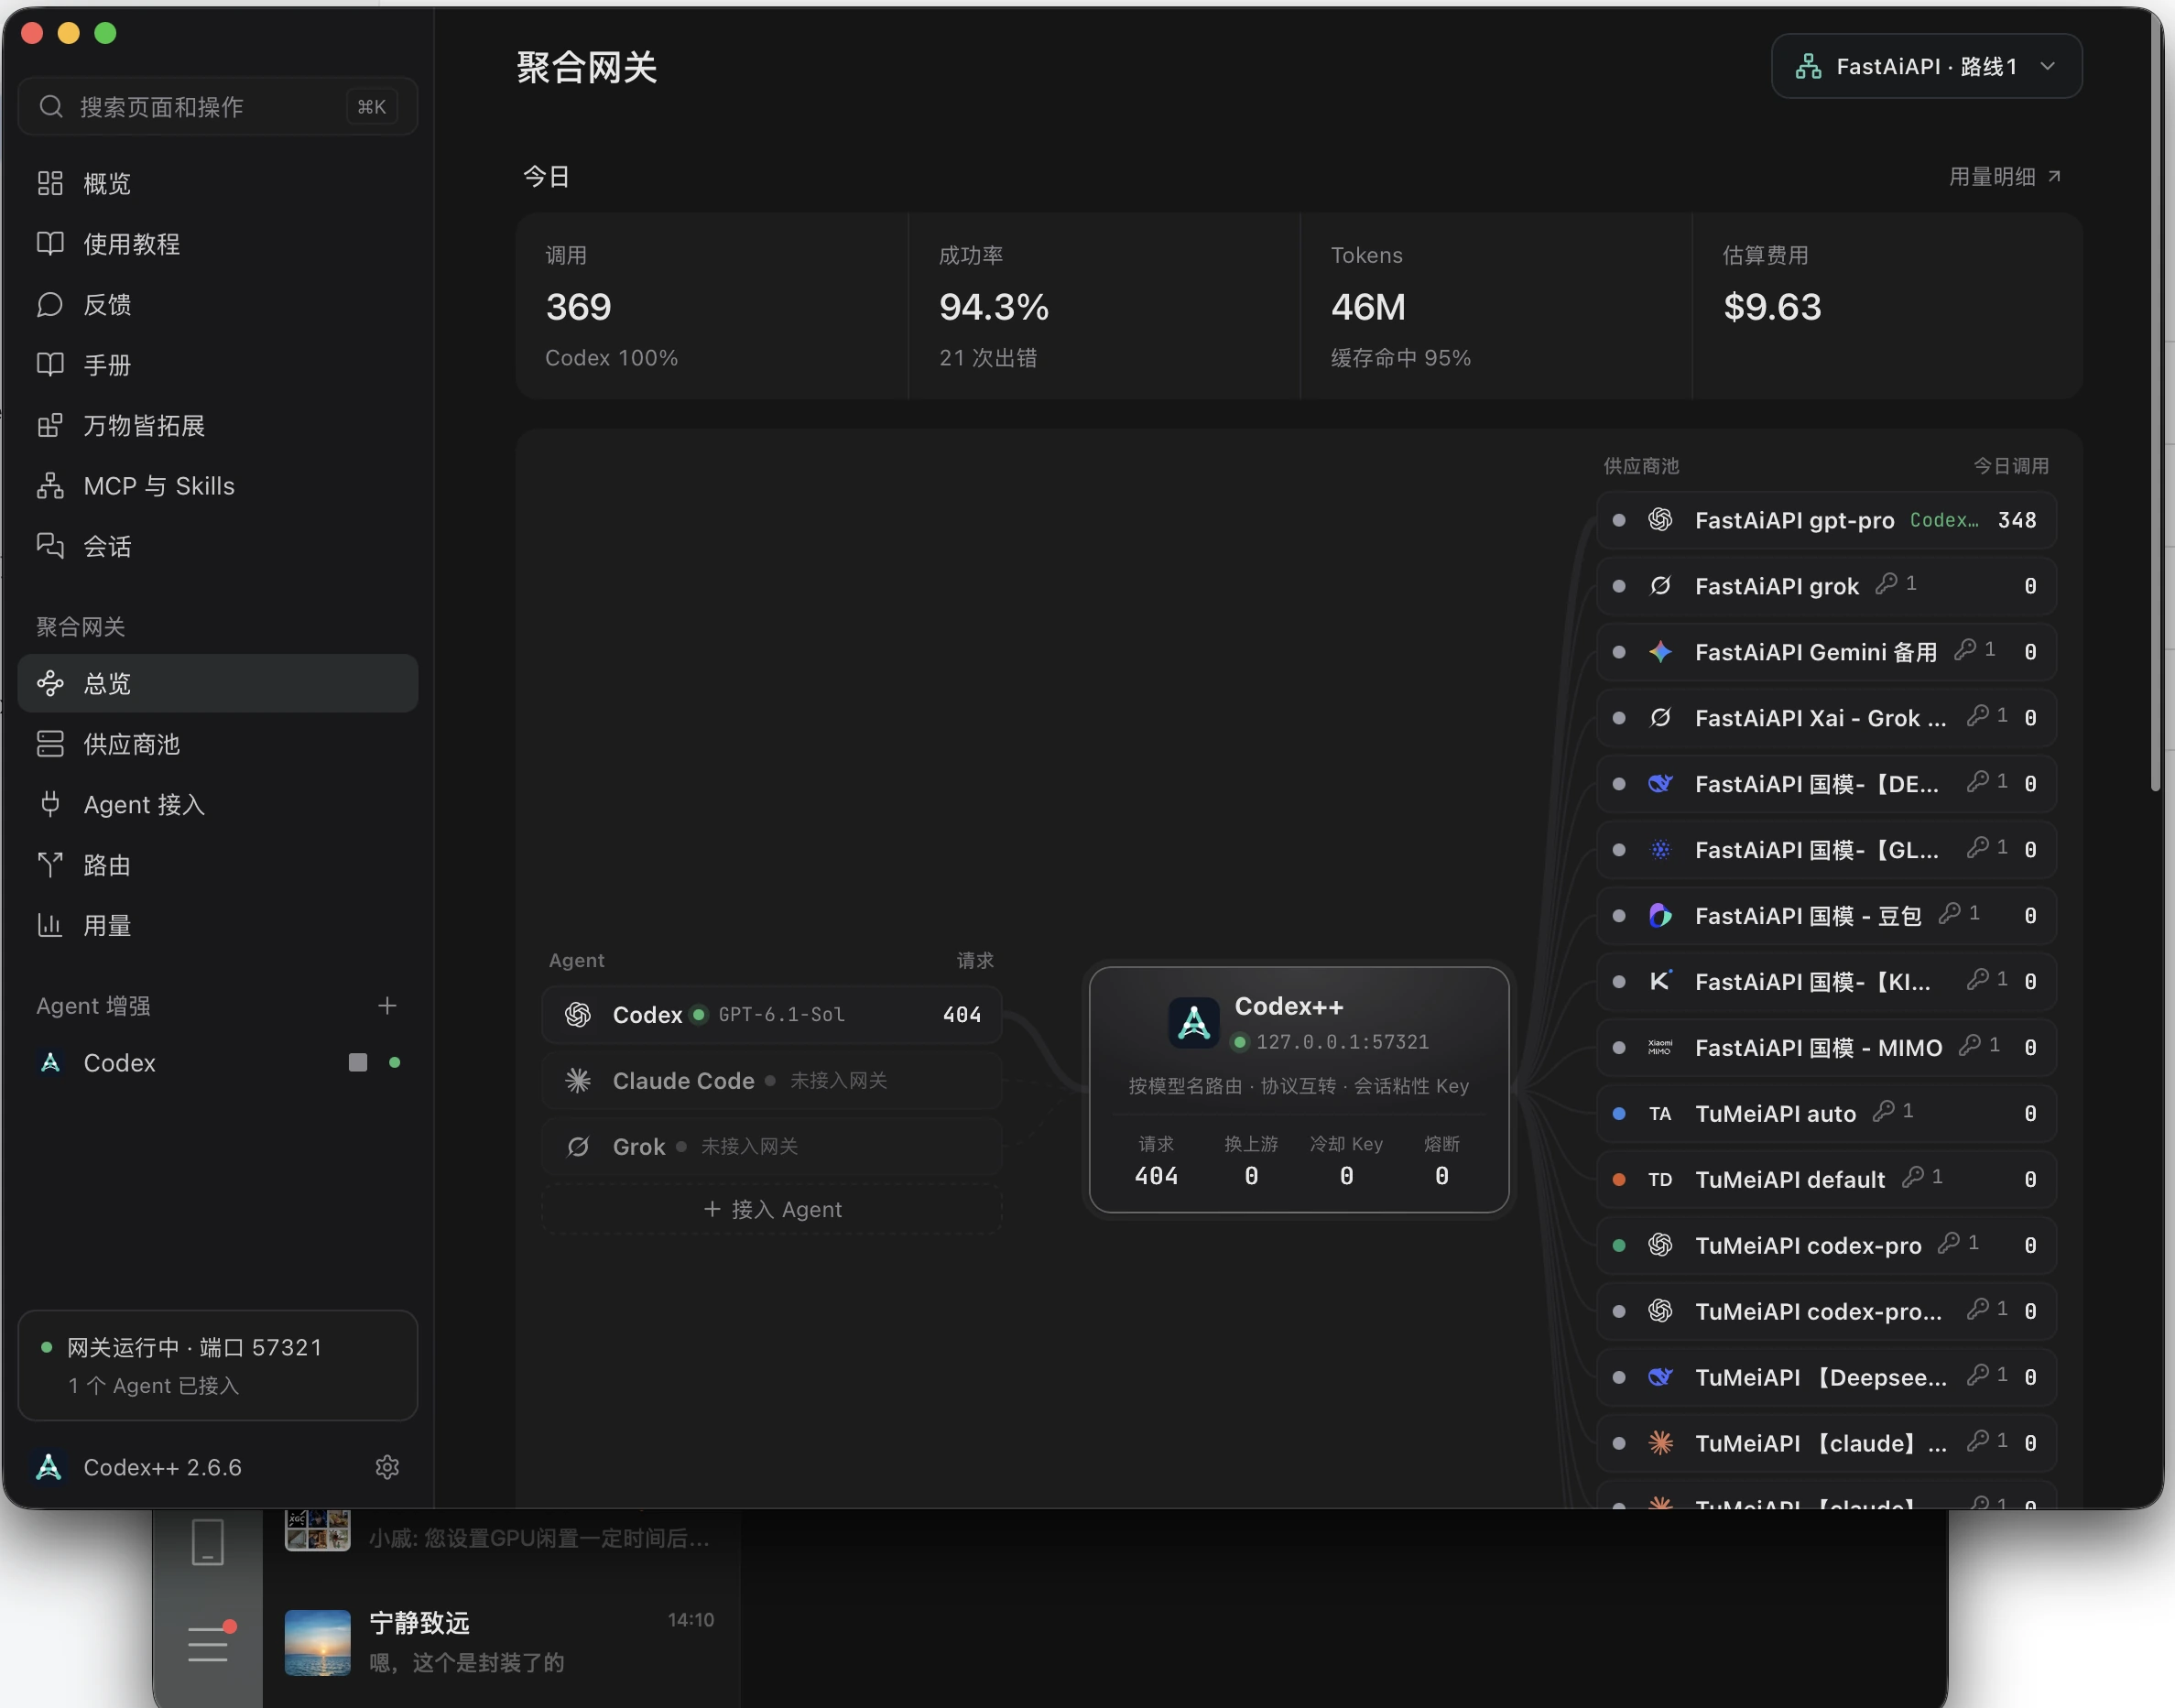 搜索页面和操作 ⌘K
概览
使用教程
反馈
手册
万物皆拓展
MCP 与 Skills
会话
聚合网关
总览
供应商池
Agent 接入
路由
用量
Agent 增强 +
Codex
网关运行中 · 端口 57321
1 个 Agent 已接入
Codex++ 2.6.6
聚合网关
FastAiAPI · 路线1
今日
用量明细
调用
369
Codex 100%
成功率
94.3%
21 次出错
Tokens
46M
缓存命中 95%
估算费用
$9.63
Agent 请求
Codex GPT-6.1-Sol 404
Claude Code 未接入网关
Grok 未接入网关
+ 接入 Agent
Codex++
127.0.0.1:57321
按模型名路由 · 协议互转 · 会话粘性 Key
请求 换上游 冷却 Key 熔断
404 0 0 0
供应商池 今日调用
FastAiAPI gpt-pro Codex… 348
FastAiAPI grok 1 0
FastAiAPI Gemini 备用 1 0
FastAiAPI Xai - Grok ... 1 0
FastAiAPI 国模-【DE... 1 0
FastAiAPI 国模-【GL... 1 0
FastAiAPI 国模 - 豆包 1 0
FastAiAPI 国模-【KI... 1 0
Xiaomi MIMO FastAiAPI 国模 - MIMO 1 0
TA TuMeiAPI auto 1 0
TD TuMeiAPI default 1 0
TuMeiAPI codex-pro 1 0
TuMeiAPI codex-pro... 1 0
TuMeiAPI 【Deepsee... 1 0
TuMeiAPI 【claude】 ... 1 0
TuMeiAPI 【claude】 1 0
小戚: 您设置GPU闲置一定时间后...
宁静致远 14:10
嗯，这个是封装了的